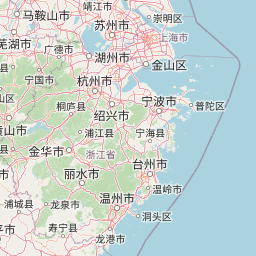 靖江市
崇明区
马鞍山市
苏州市
上海市
芜湖市
广德市
湖州市
金山区
宁国市
杭州市
桐庐县
宁波市
普陀区
绍兴市
浦江县
宁海县
金华市
浙江省
台州市
丽水市
温岭市
温州市
浦城县
龙泉市
洞头区
寿宁县
龙港市